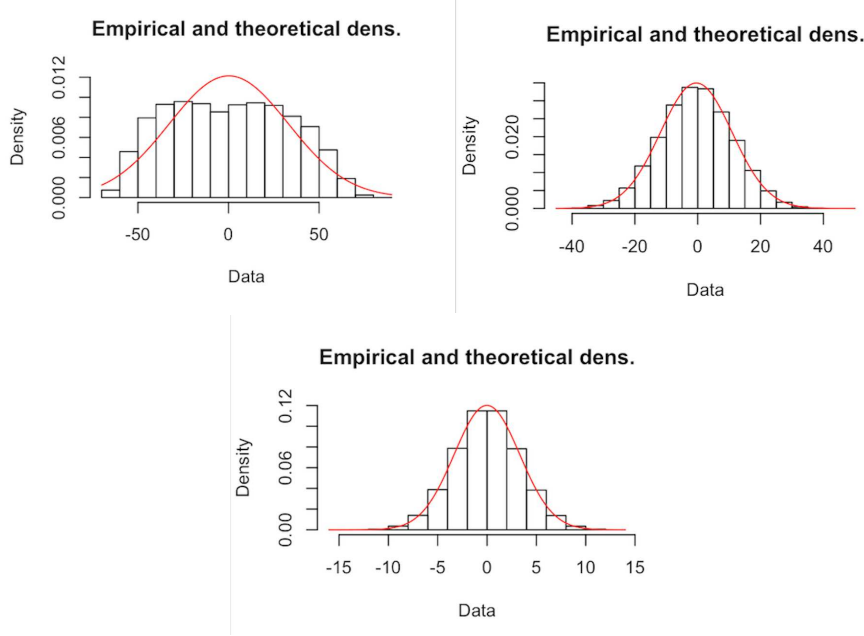 Empirical and theoretical dens.
Density
0.000 0.006 0.012
-50 0 50
Data
Empirical and theoretical dens.
Density
0.000 0.020
-40 -20 0 20 40
Data
Empirical and theoretical dens.
Density
0.00 0.06 0.12
-15 -10 -5 0 5 10 15
Data